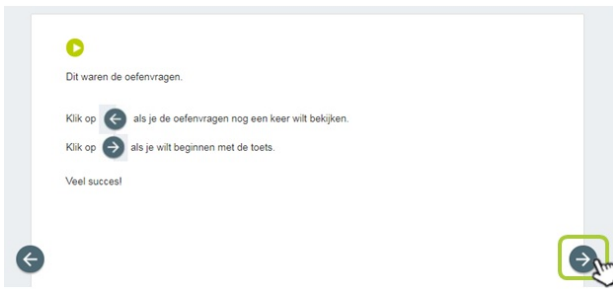 Dit waren de oefenvragen.
Klik op als je de oefenvragen nog een keer wilt bekijken.
Klik op als je wilt beginnen met de toets.
Veel succes!